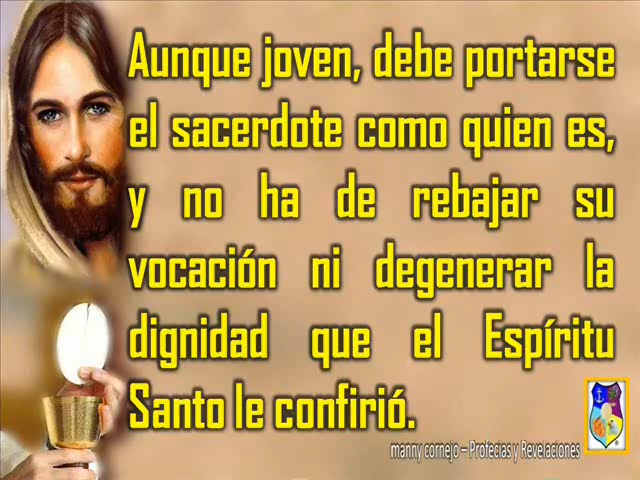 Aunque joven, debe portarse
el sacerdote como quien es,
y no ha de rebajar su
vocación ni degenerar la
dignidad que el Espíritu
Santo le confirió.
manny cornejo – Profecias y Revelaciones